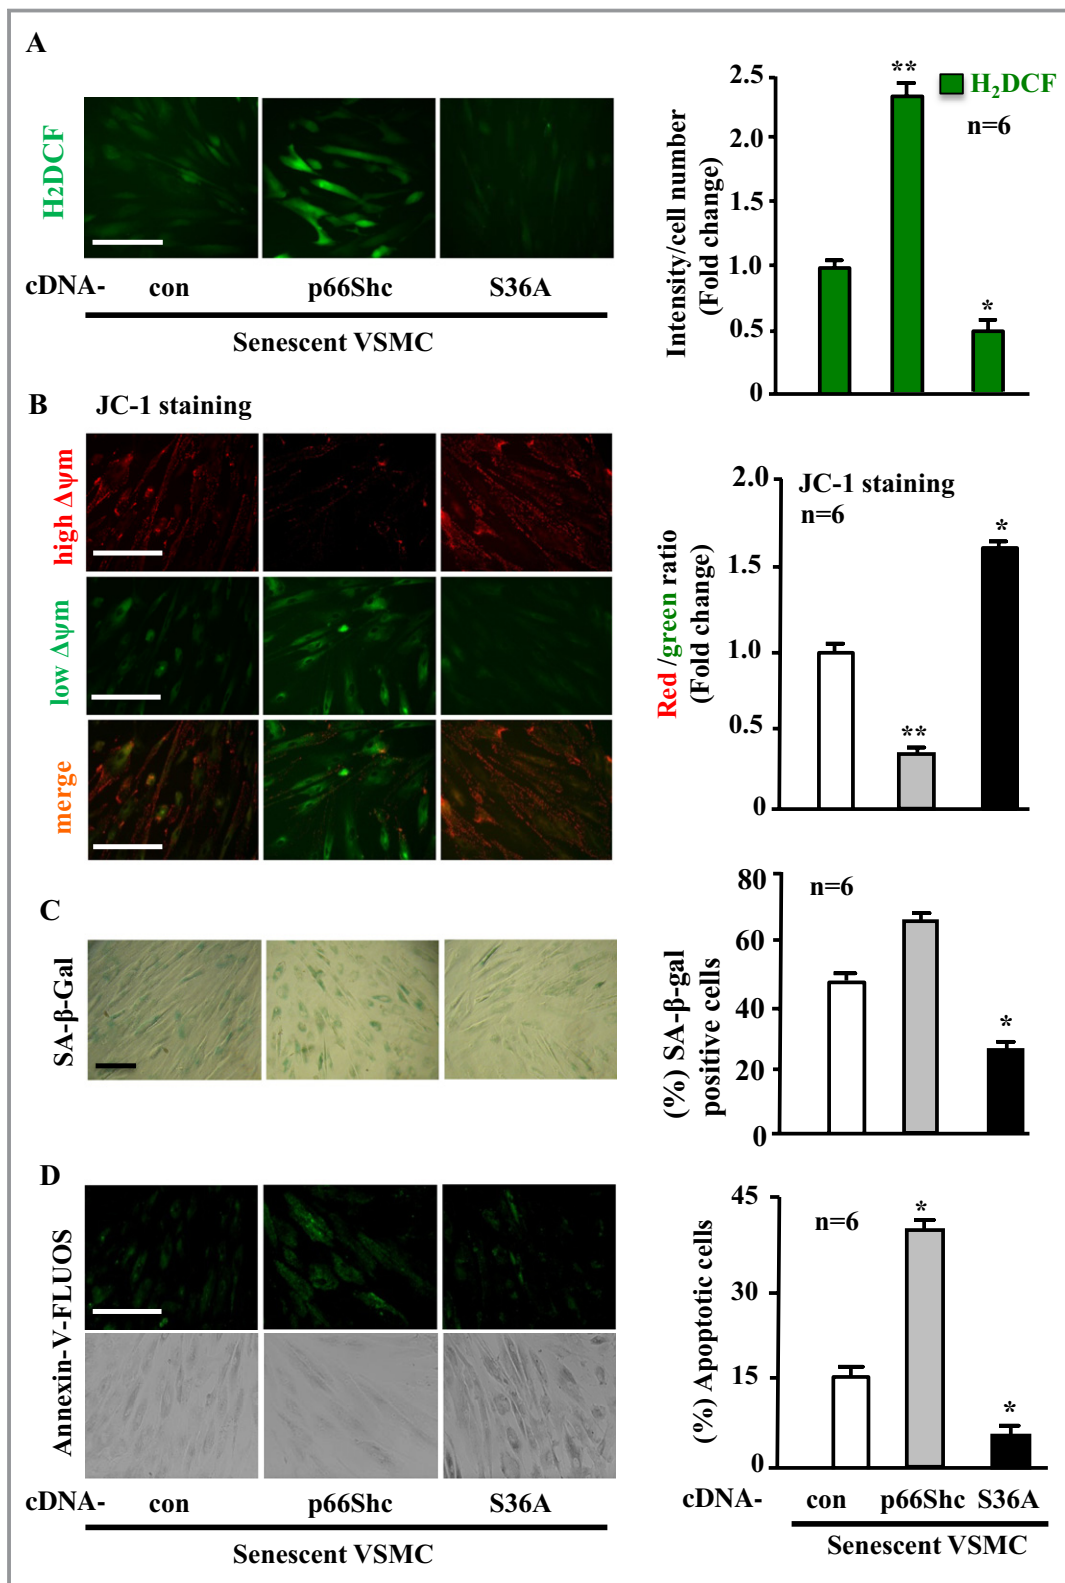 A
H2DCF
cDNA- con p66Shc S36A
Senescent VSMC
Intensity/cell number
(Fold change)
2.5
2.0
1.5
1.0
0.5
0
**
*
H₂DCF
n=6
B JC-1 staining
high Δψm
low Δψm
merge
Red /green ratio
(Fold change)
2.0
1.5
1.0
0.5
0
JC-1 staining
n=6
**
*
C
SA-β-Gal
(%) SA-β-gal
positive cells
80
60
40
20
0
n=6
*
D
Annexin-V-FLUOS
cDNA- con p66Shc S36A
Senescent VSMC
(%) Apoptotic cells
45
30
15
0
n=6
*
*
cDNA- con p66Shc S36A
Senescent VSMC